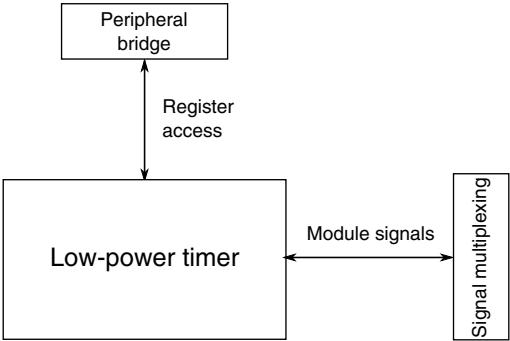 Peripheral
bridge
Register
access
Low-power timer
Module signals
Signal multiplexing